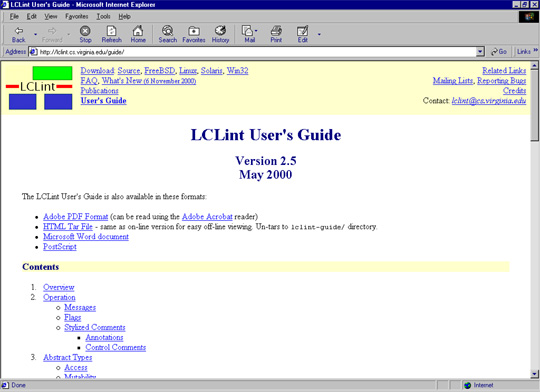 LCLint User's Guide - Microsoft Internet Explorer
File Edit View Favorites Tools Help
Back Forward Stop Refresh Home Search Favorites History Mail Print Edit
Address http://lclint.cs.virginia.edu/guide/ Go Links »
LCLint
Download: Source, FreeBSD, Linux, Solaris, Win32
FAQ, What's New (6 November 2000)
Publications
User's Guide
Related Links
Mailing Lists, Reporting Bugs
Credits
Contact: lclint@cs.virginia.edu
LCLint User's Guide
Version 2.5
May 2000
The LCLint User's Guide is also available in these formats:
• Adobe PDF Format (can be read using the Adobe Acrobat reader)
• HTML Tar File - same as on-line version for easy off-line viewing. Un-tars to lclint-guide/ directory.
• Microsoft Word document
• PostScript
Contents
1. Overview
2. Operation
Messages
Flags
Stylized Comments
Annotations
Control Comments
3. Abstract Types
Access
Mutability
Done Internet